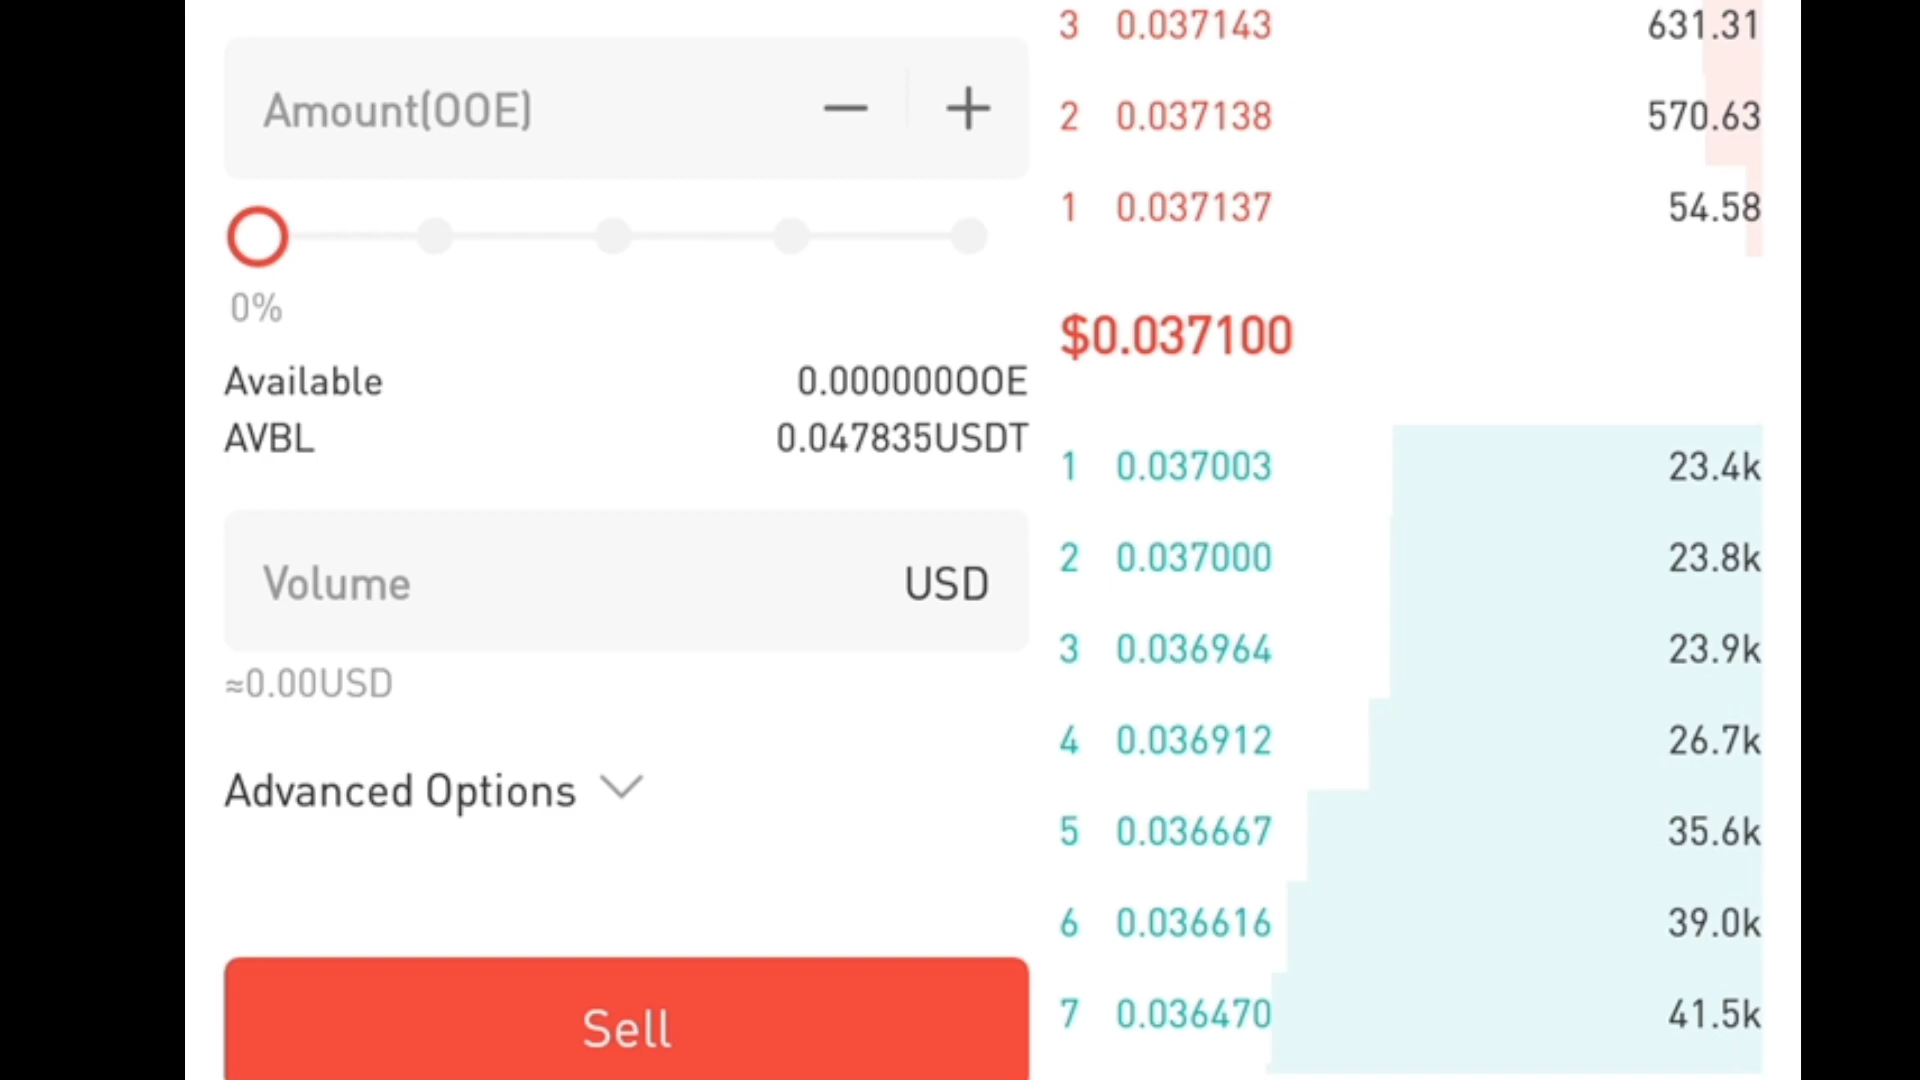 Amount(OOE)
0%
Available 0.000000OOE
AVBL 0.047835USDT
Volume USD
≈0.00USD
Advanced Options
Sell
3 0.037143 631.31
2 0.037138 570.63
1 0.037137 54.58
$0.037100
1 0.037003 23.4k
2 0.037000 23.8k
3 0.036964 23.9k
4 0.036912 26.7k
5 0.036667 35.6k
6 0.036616 39.0k
7 0.036470 41.5k